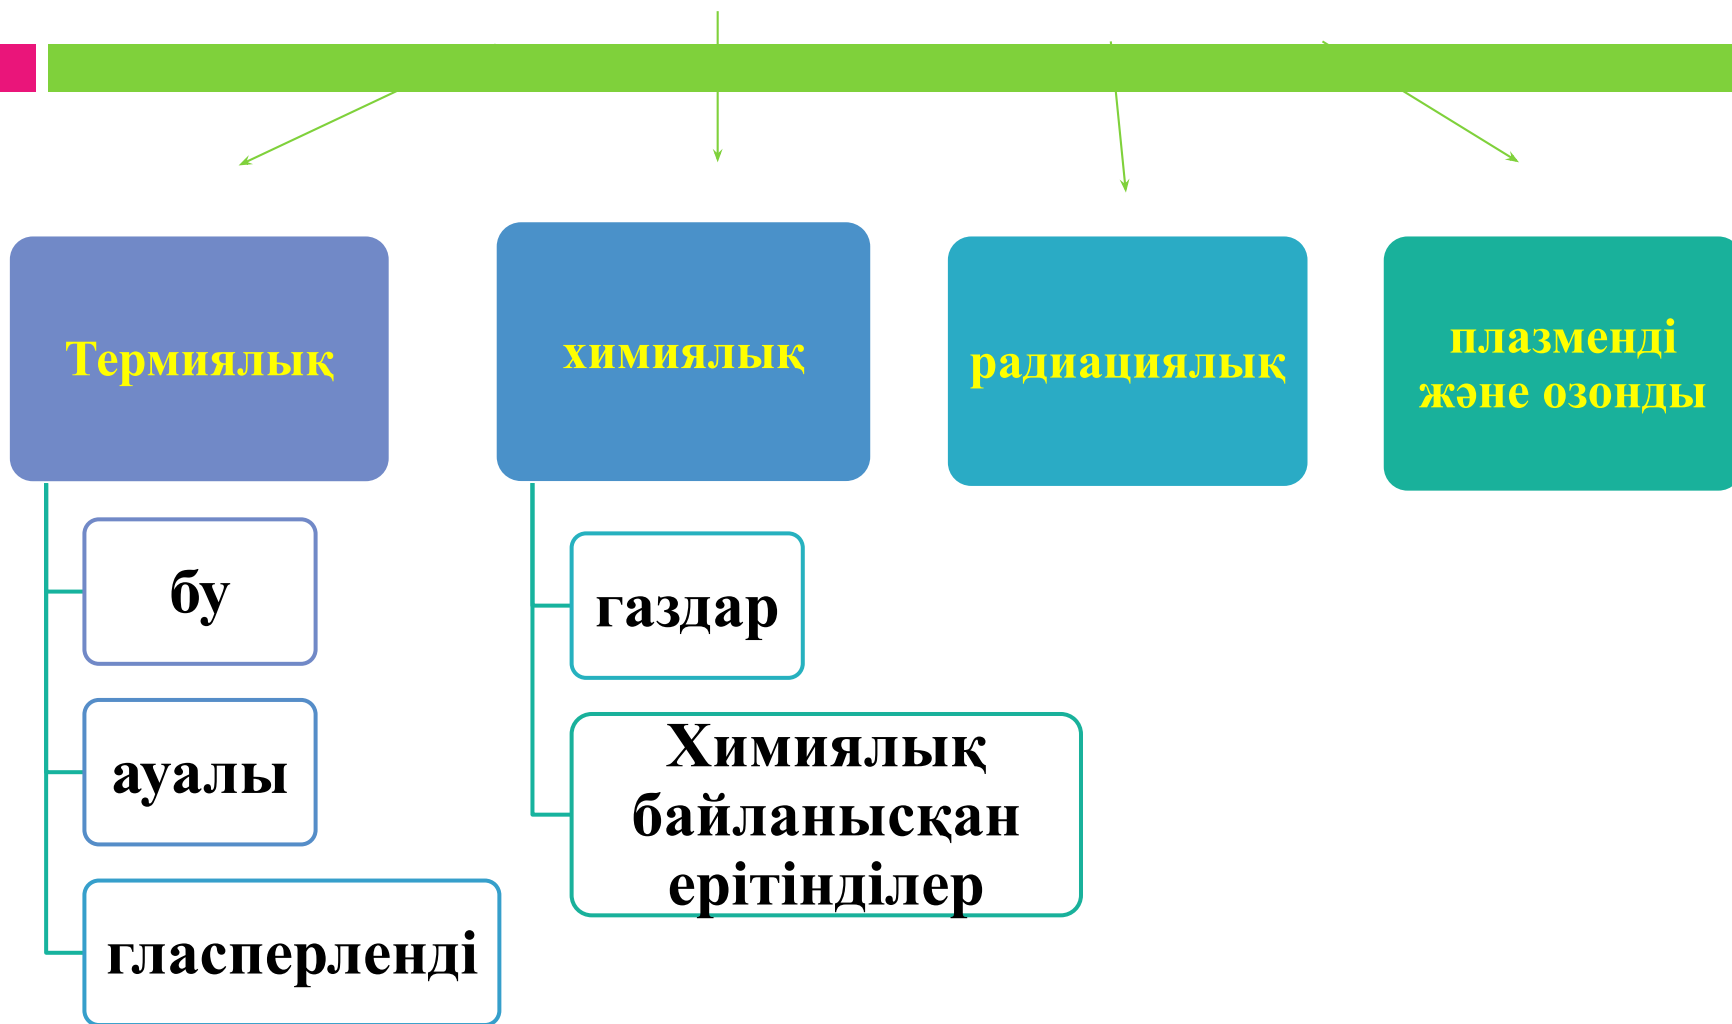 Термиялық
химиялық
радиациялық
плазменді
және озонды
бу
ауалы
гласперленді
газдар
Химиялық
байланысқан
ерітінділер